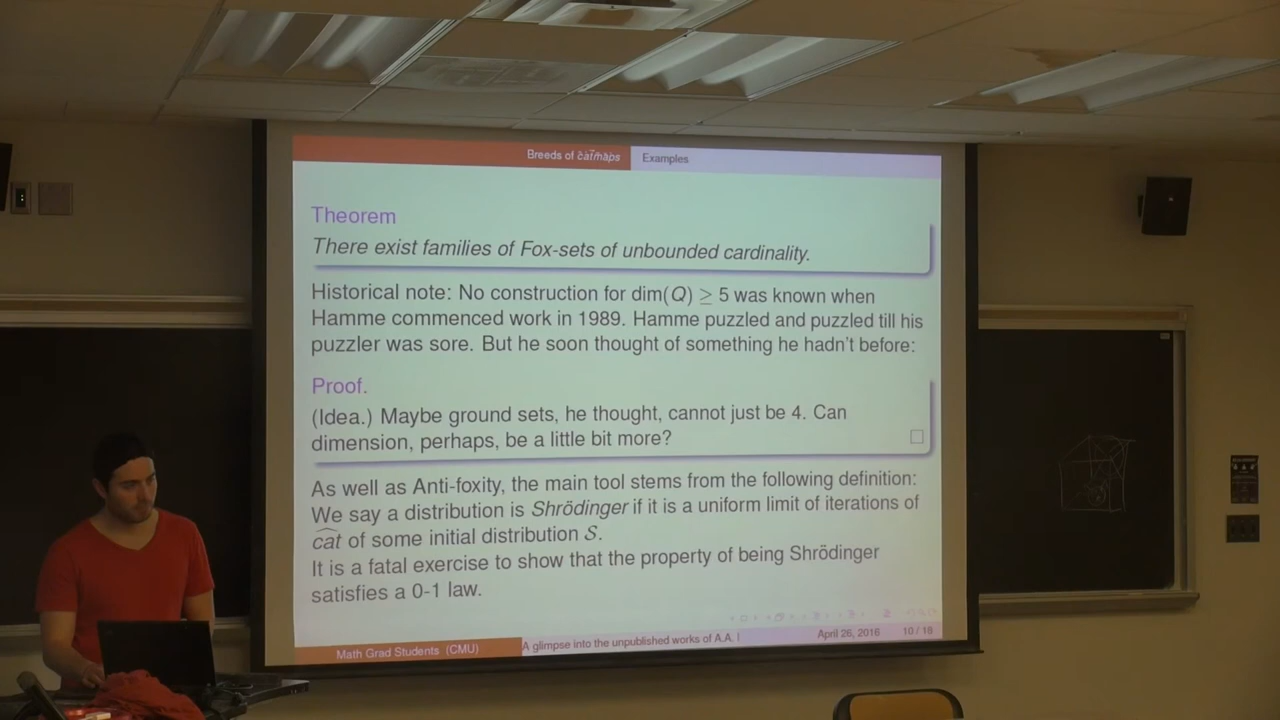 Breeds of ĉat̄m̄aps Examples
Theorem
There exist families of Fox-sets of unbounded cardinality.
Historical note: No construction for dim(Q) ≥ 5 was known when
Hamme commenced work in 1989. Hamme puzzled and puzzled till his
puzzler was sore. But he soon thought of something he hadn't before:
Proof.
(Idea.) Maybe ground sets, he thought, cannot just be 4. Can
dimension, perhaps, be a little bit more? □
As well as Anti-foxity, the main tool stems from the following definition:
We say a distribution is Shrödinger if it is a uniform limit of iterations of
\widehat{cat} of some initial distribution S.
It is a fatal exercise to show that the property of being Shrödinger
satisfies a 0-1 law.
Math Grad Students (CMU) A glimpse into the unpublished works of A.A. April 26, 2016 10 / 18